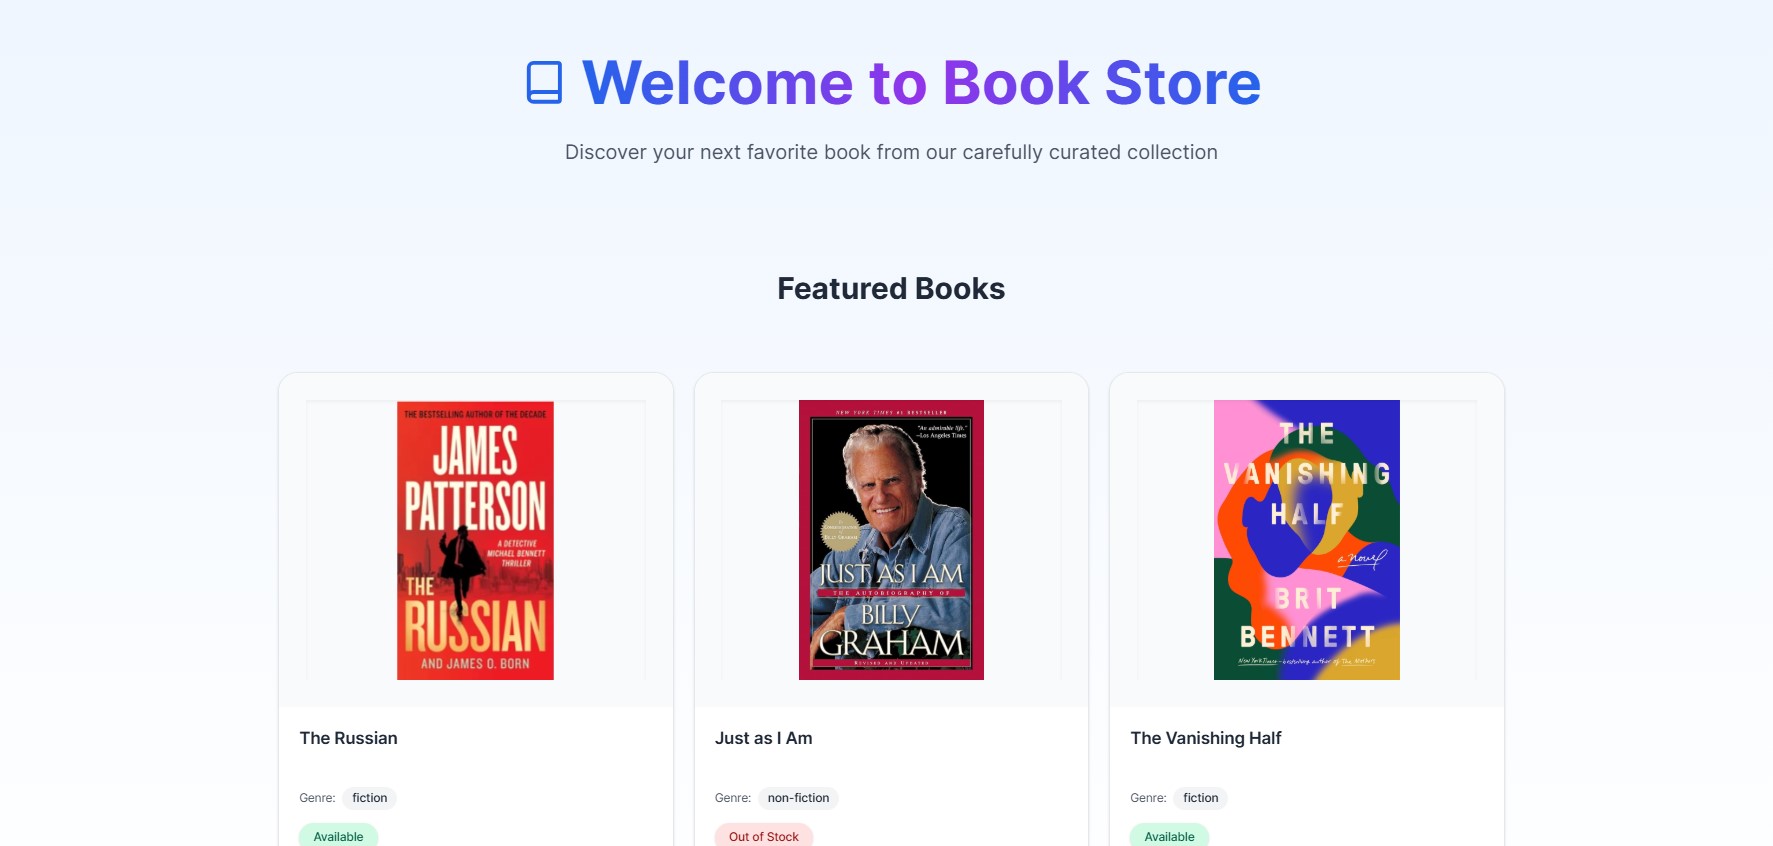 Welcome to Book Store
Discover your next favorite book from our carefully curated collection
Featured Books
THE BESTSELLING AUTHOR OF THE DECADE
JAMES
PATTERSON
A DETECTIVE
MICHAEL BENNETT
THRILLER
THE
RUSSIAN
AND JAMES O. BORN
NEW YORK TIMES #1 BESTSELLER
"An admirable life."
—Los Angeles Times
JUST AS I AM
THE AUTOBIOGRAPHY OF
BILLY
GRAHAM
REVISED AND UPDATED
THE
VANISHING
HALF
a novel
BRIT
BENNETT
New York Times-bestselling author of The Mothers
The Russian
Just as I Am
The Vanishing Half
Genre: fiction
Genre: non-fiction
Genre: fiction
Available
Out of Stock
Available